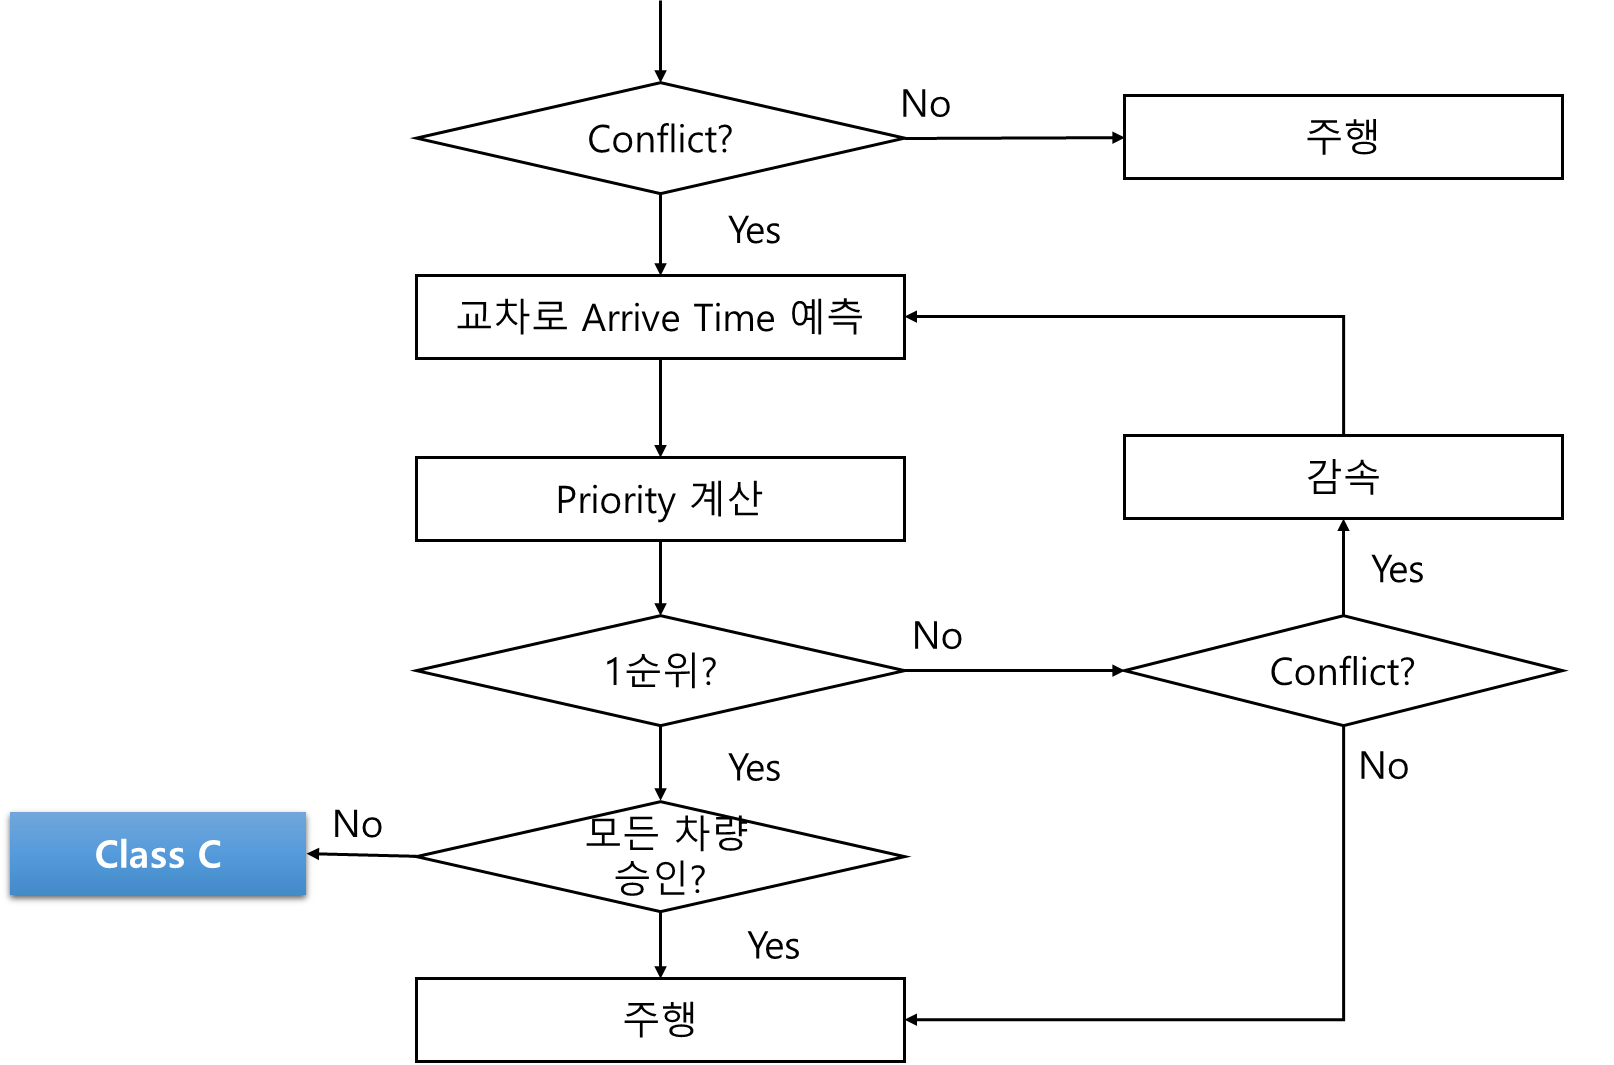 Conflict?
No
주행
Yes
교차로 Arrive Time 예측
Priority 계산
감속
Yes
1순위?
No
Conflict?
Yes
No
모든 차량
승인?
No
Class C
Yes
주행